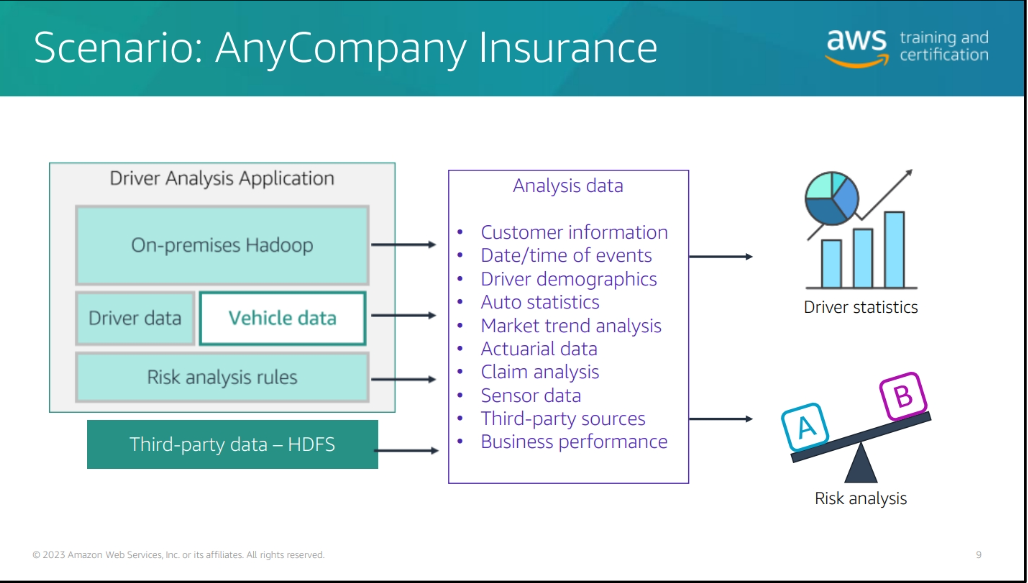 Scenario: AnyCompany Insurance
aws training and
certification
Driver Analysis Application
On-premises Hadoop
Driver data
Vehicle data
Risk analysis rules
Third-party data – HDFS
Analysis data
• Customer information
• Date/time of events
• Driver demographics
• Auto statistics
• Market trend analysis
• Actuarial data
• Claim analysis
• Sensor data
• Third-party sources
• Business performance
Driver statistics
A
B
Risk analysis
© 2023 Amazon Web Services, Inc. or its affiliates. All rights reserved.
9